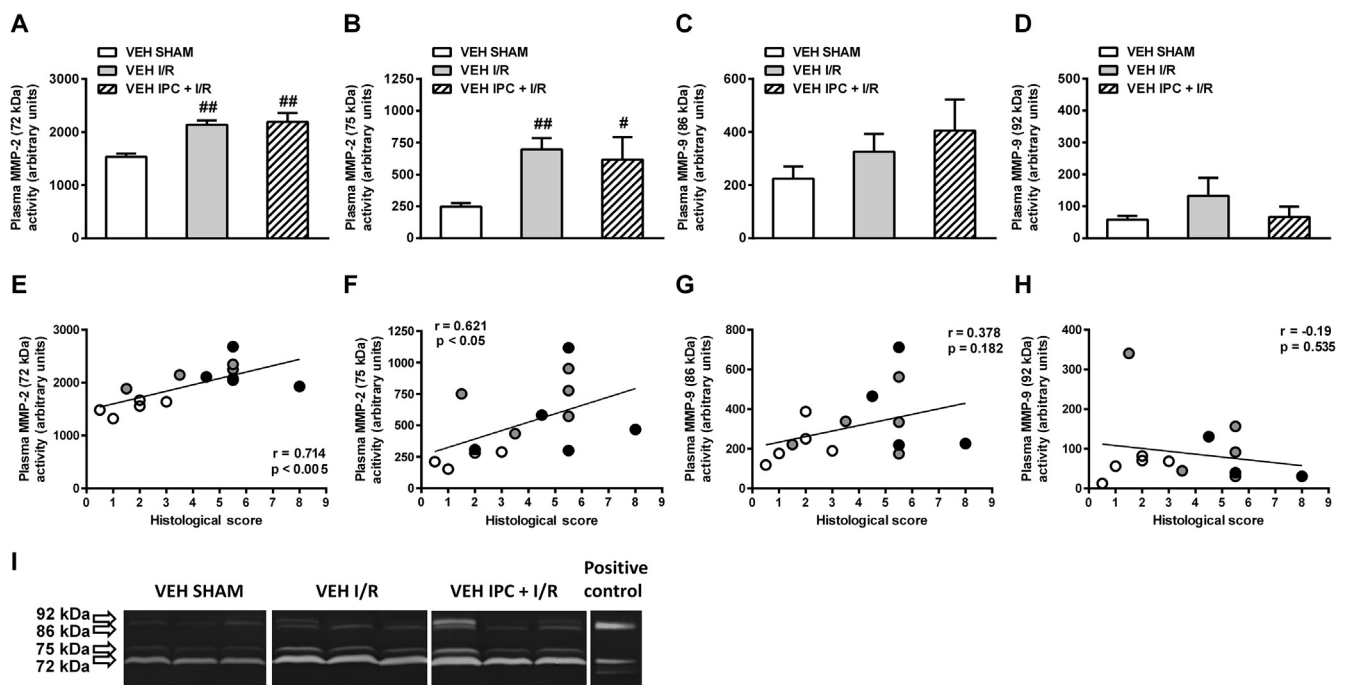 A
VEH SHAM
VEH I/R
VEH IPC + I/R
Plasma MMP-2 (72 kDa)
activity (arbitrary units)
3000
2000
1000
0
##
##
B
VEH SHAM
VEH I/R
VEH IPC + I/R
Plasma MMP-2 (75 kDa)
activity (arbitrary units)
1250
1000
750
500
250
0
##
#
C
VEH SHAM
VEH I/R
VEH IPC + I/R
Plasma MMP-9 (86 kDa)
activity (arbitrary units)
600
400
200
0
D
VEH SHAM
VEH I/R
VEH IPC + I/R
Plasma MMP-9 (92 kDa)
activity (arbitrary units)
500
400
300
200
100
0
E
Plasma MMP-2 (72 kDa)
activity (arbitrary units)
3000
2000
1000
0
r = 0.714
p < 0.005
0 1 2 3 4 5 6 7 8 9
Histological score
F
Plasma MMP-2 (75 kDa)
acitivity (arbitrary units)
1250
1000
750
500
250
0
r = 0.621
p < 0.05
0 1 2 3 4 5 6 7 8 9
Histological score
G
Plasma MMP-9 (86 kDa)
activity (arbitrary units)
800
600
400
200
0
r = 0.378
p = 0.182
0 1 2 3 4 5 6 7 8 9
Histological score
H
Plasma MMP-9 (92 kDa)
activity (arbitrary units)
400
300
200
100
0
r = -0.19
p = 0.535
0 1 2 3 4 5 6 7 8 9
Histological score
I
VEH SHAM
VEH I/R
VEH IPC + I/R
Positive
control
92 kDa
86 kDa
75 kDa
72 kDa